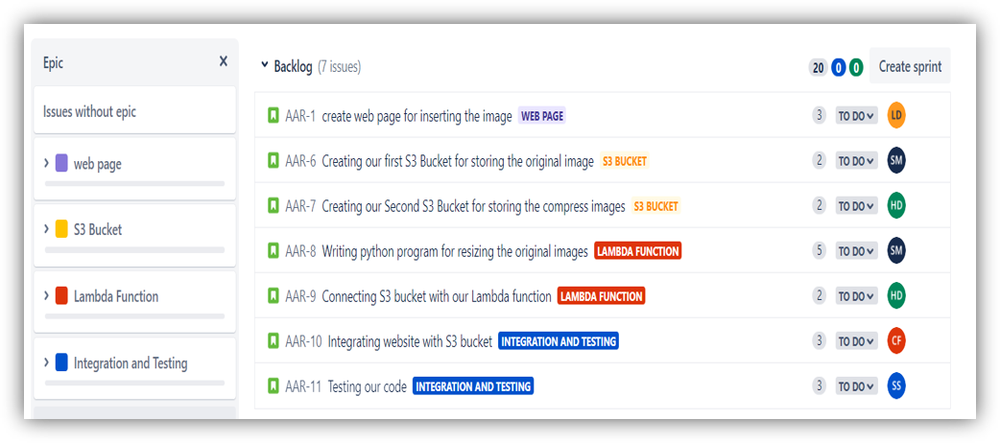 Epic ×
Issues without epic
web page
S3 Bucket
Lambda Function
Integration and Testing
Backlog (7 issues) 20 0 0 Create sprint
AAR-1 create web page for inserting the image WEB PAGE 3 TO DO LD
AAR-6 Creating our first S3 Bucket for storing the original image S3 BUCKET 2 TO DO SM
AAR-7 Creating our Second S3 Bucket for storing the compress images S3 BUCKET 2 TO DO HD
AAR-8 Writing python program for resizing the original images LAMBDA FUNCTION 5 TO DO SM
AAR-9 Connecting S3 bucket with our Lambda function LAMBDA FUNCTION 2 TO DO HD
AAR-10 Integrating website with S3 bucket INTEGRATION AND TESTING 3 TO DO CF
AAR-11 Testing our code INTEGRATION AND TESTING 3 TO DO SS